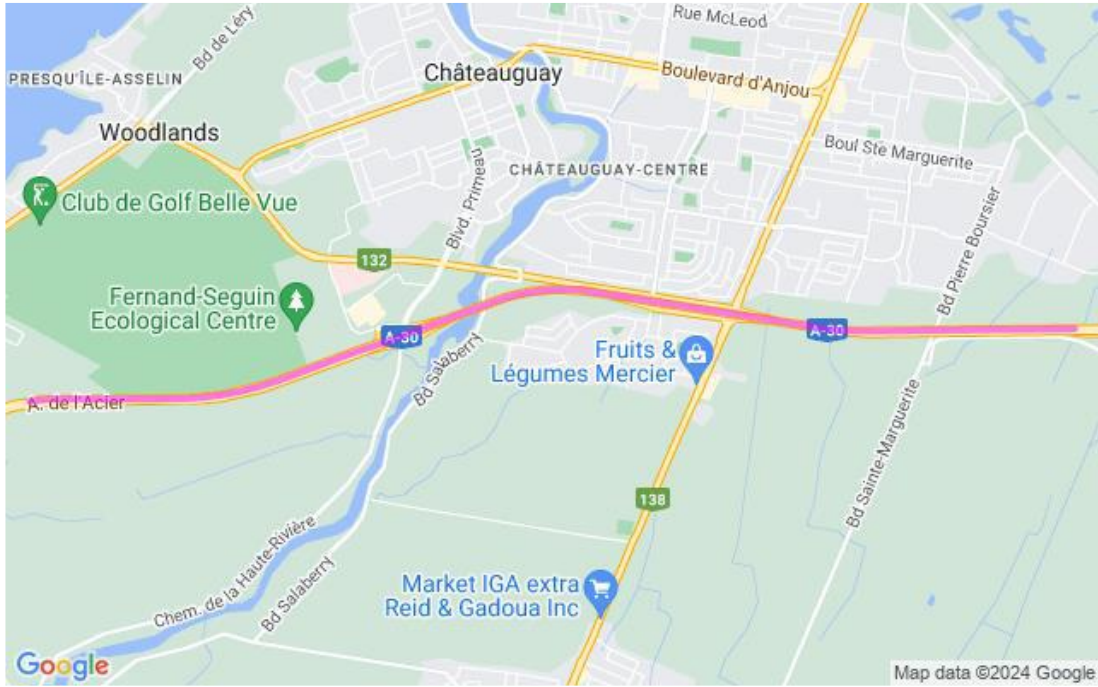 Rue McLeod
Bd de Léry
PRESQU'ÎLE-ASSELIN
Châteauguay
Boulevard d'Anjou
Woodlands
Boul Ste Marguerite
CHÂTEAUGUAY-CENTRE
Club de Golf Belle Vue
Blvd. Primeau
132
Bd Pierre Boursier
Fernand-Seguin
Ecological Centre
A-30
A-30
Fruits &
Légumes Mercier
Bd Salaberry
A. de l'Acier
138
Bd Sainte-Marguerite
Chem. de la Haute-Rivière
Bd Salaberry
Market IGA extra
Reid & Gadoua Inc
Google
Map data ©2024 Google